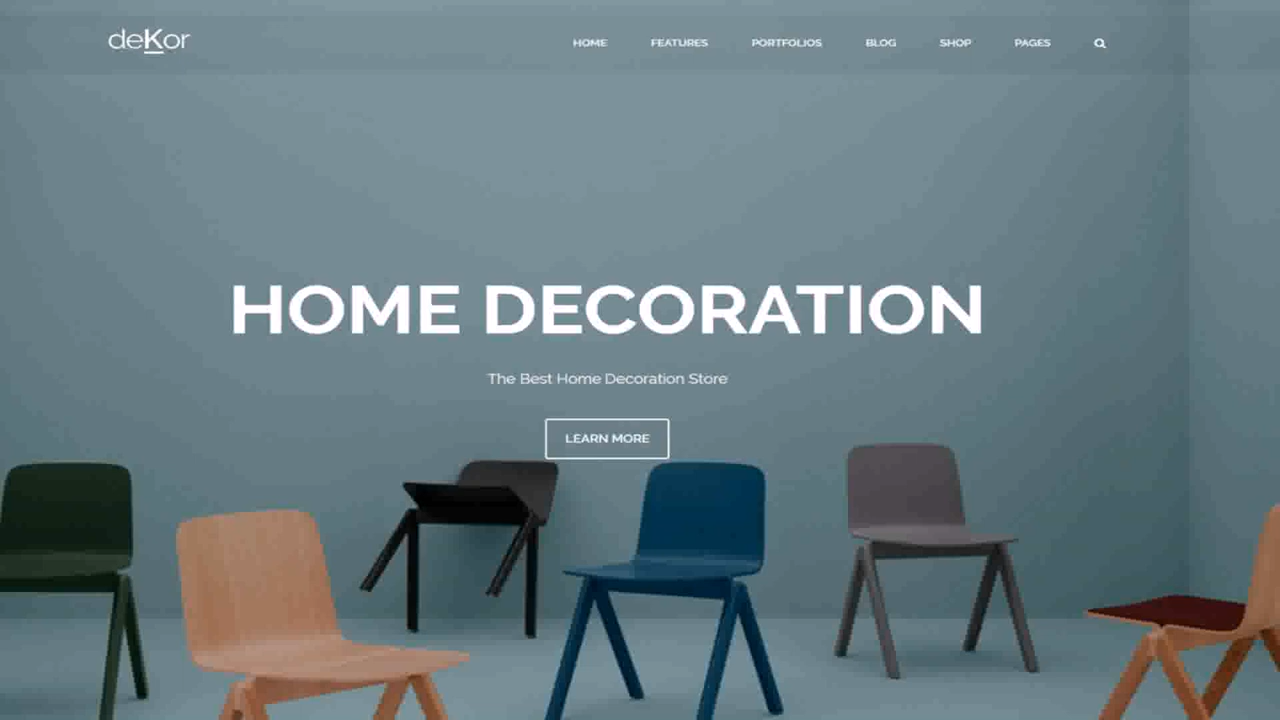 deKor
HOME FEATURES PORTFOLIOS BLOG SHOP PAGES
HOME DECORATION
The Best Home Decoration Store
LEARN MORE